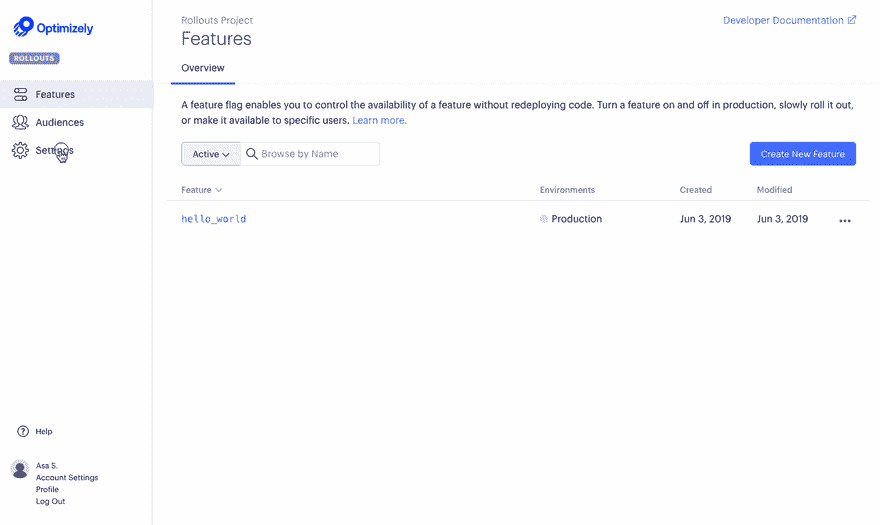 Optimizely
ROLLOUTS
Features
Audiences
Settings
Help
Asa S.
Account Settings
Profile
Log Out
Rollouts Project
Developer Documentation
Features
Overview
A feature flag enables you to control the availability of a feature without redeploying code. Turn a feature on and off in production, slowly roll it out,
or make it available to specific users. Learn more.
Active Browse by Name Create New Feature
Feature Environments Created Modified
hello_world Production Jun 3, 2019 Jun 3, 2019